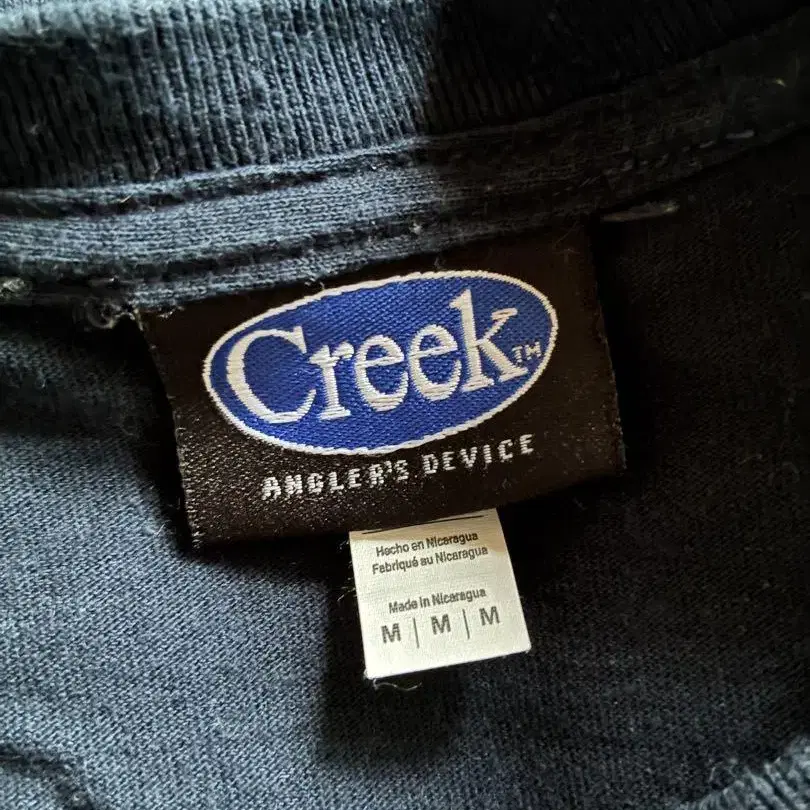 Creek™
ANGLER'S DEVICE
Hecho en Nicaragua
Fabriqué au Nicaragua
Made in Nicaragua
M | M | M